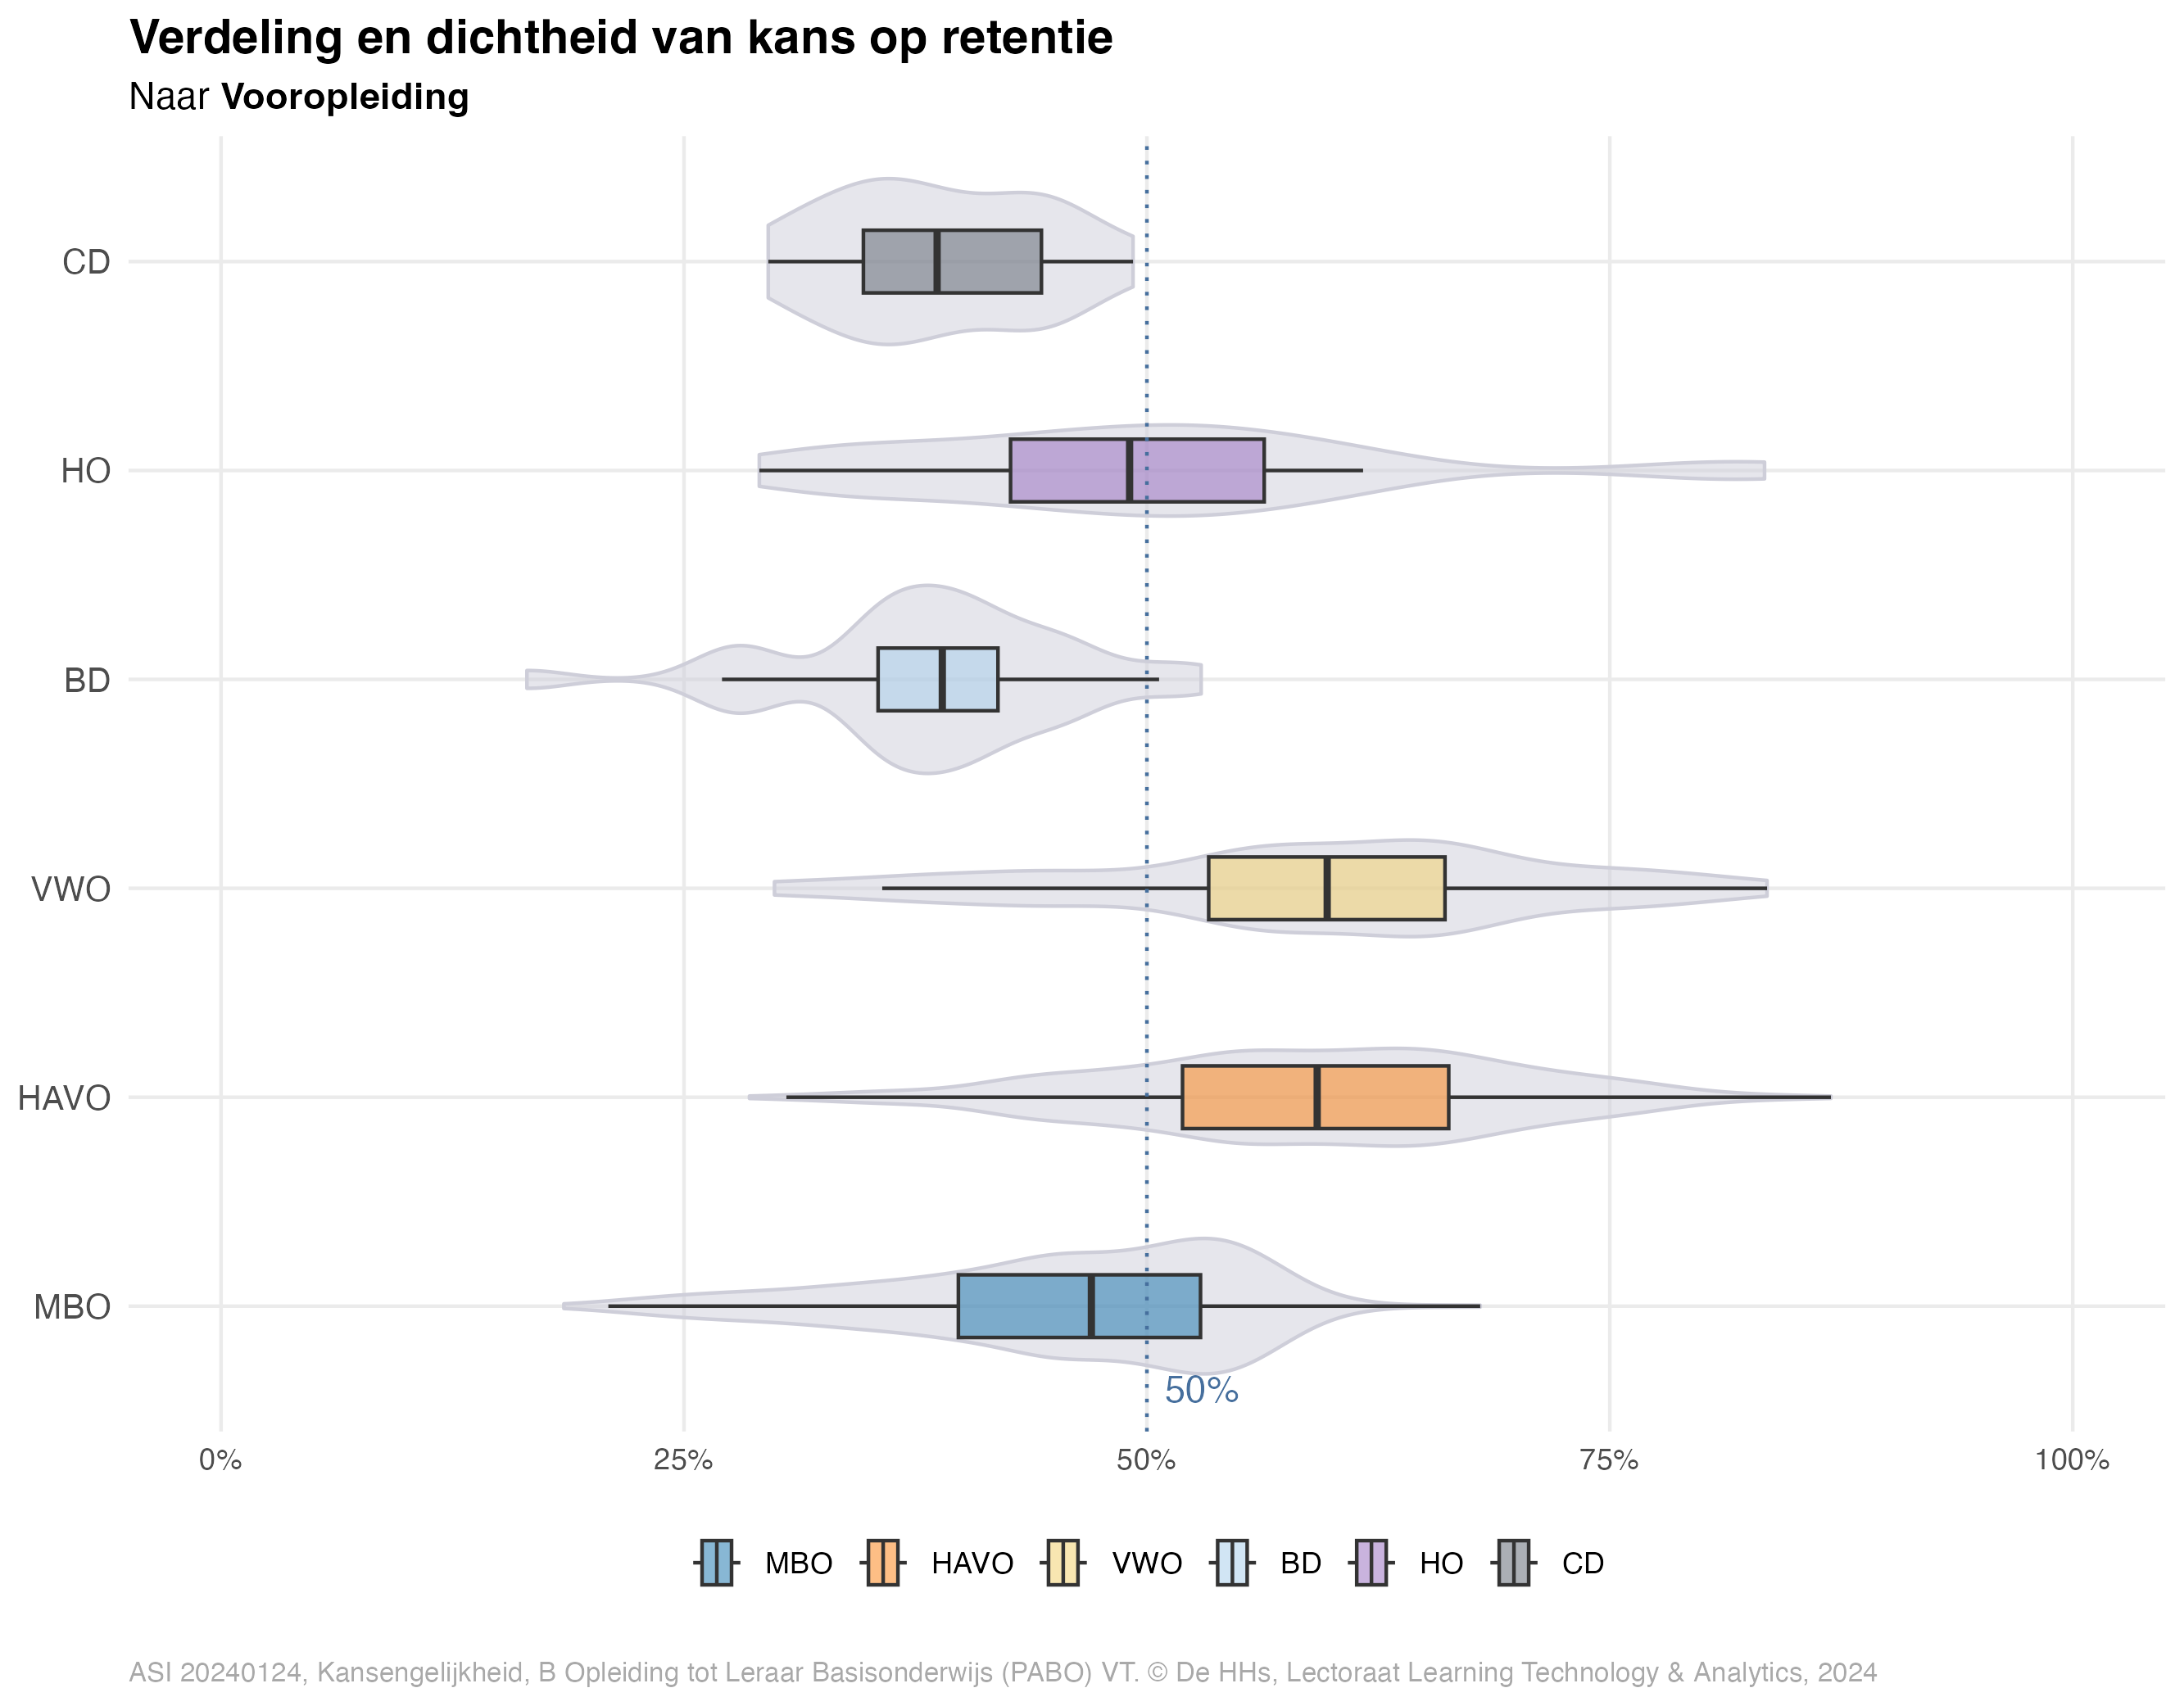 Verdeling en dichtheid van kans op retentie
Naar Vooropleiding
CD
HO
BD
VWO
HAVO
MBO
50%
0% 25% 50% 75% 100%
MBO HAVO VWO BD HO CD
ASI 20240124, Kansengelijkheid, B Opleiding tot Leraar Basisonderwijs (PABO) VT. © De HHs, Lectoraat Learning Technology & Analytics, 2024